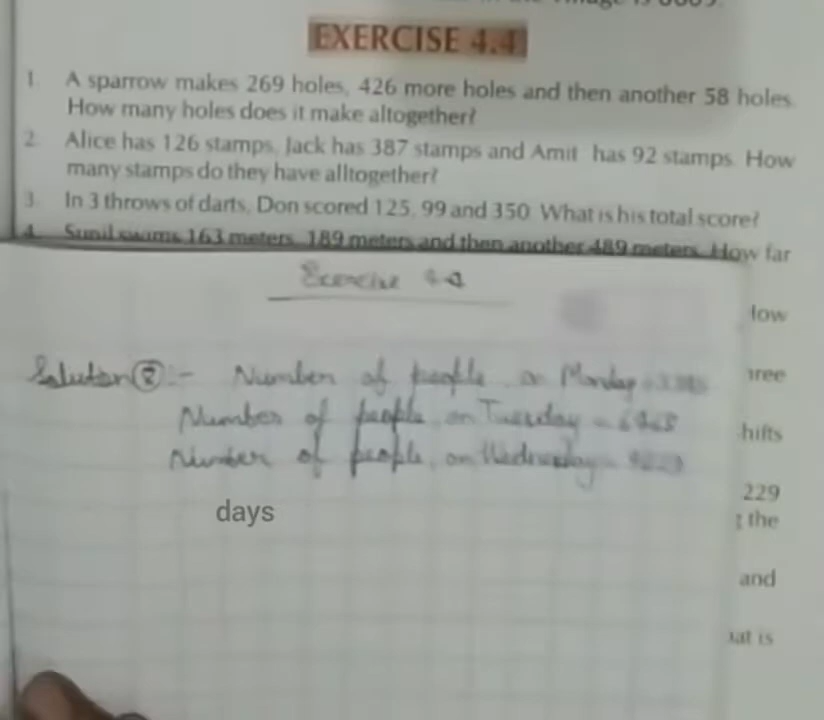 EXERCISE 4.4
1. A sparrow makes 269 holes, 426 more holes and then another 58 holes.
How many holes does it make altogether?
2. Alice has 126 stamps, Jack has 387 stamps and Amit has 92 stamps. How
many stamps do they have alltogether?
3. In 3 throws of darts, Don scored 125, 99 and 350. What is his total score?
4. Sunil swams 163 meters, 189 meters and then another 489 meters. How far
Exercise 4.4
low
Solution :- Number of people on Monday
hree
Number of people on Tuesday =
shifts
Number of people on Wednesday =
229
days
g the
and
hat is